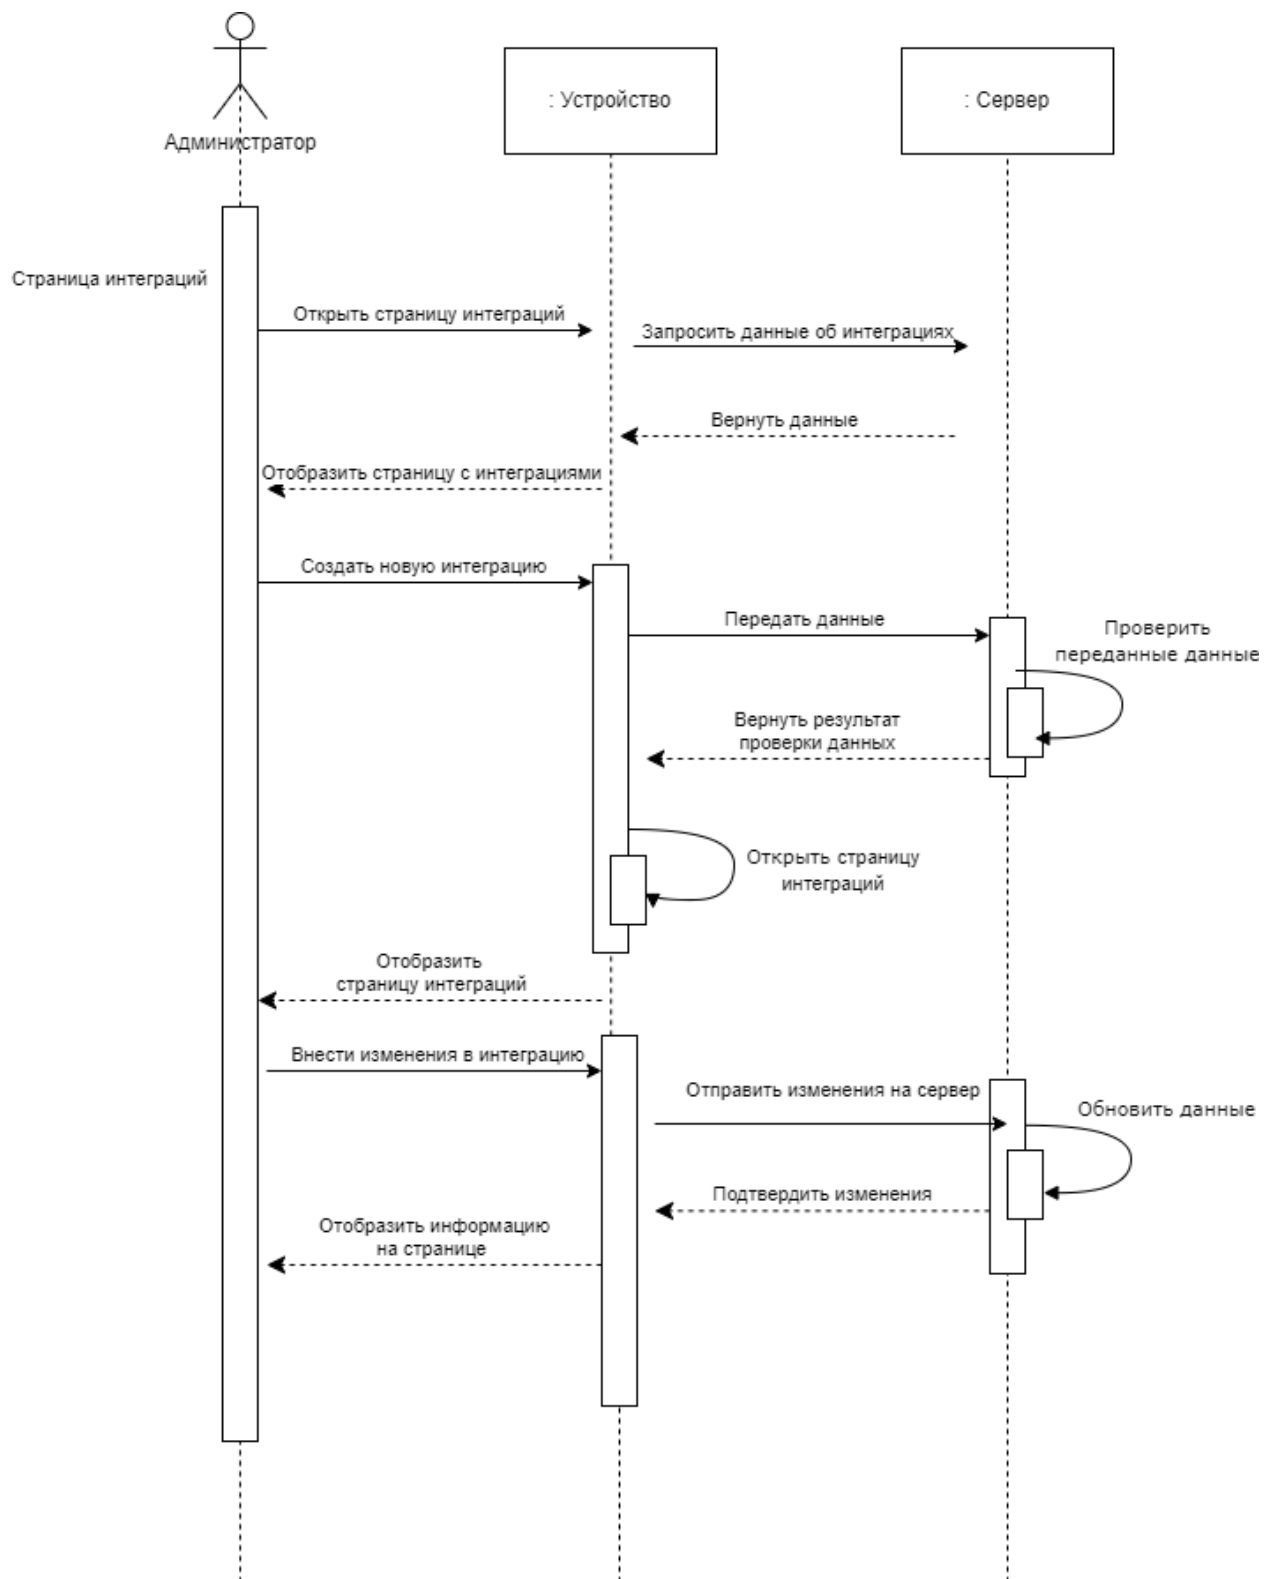 : Устройство
: Сервер
Администратор
Страница интеграций
Открыть страницу интеграций
Запросить данные об интеграциях
Вернуть данные
Отобразить страницу с интеграциями
Создать новую интеграцию
Передать данные
Проверить
переданные данные
Вернуть результат
проверки данных
Открыть страницу
интеграций
Отобразить
страницу интеграций
Внести изменения в интеграцию
Отправить изменения на сервер
Обновить данные
Подтвердить изменения
Отобразить информацию
на странице